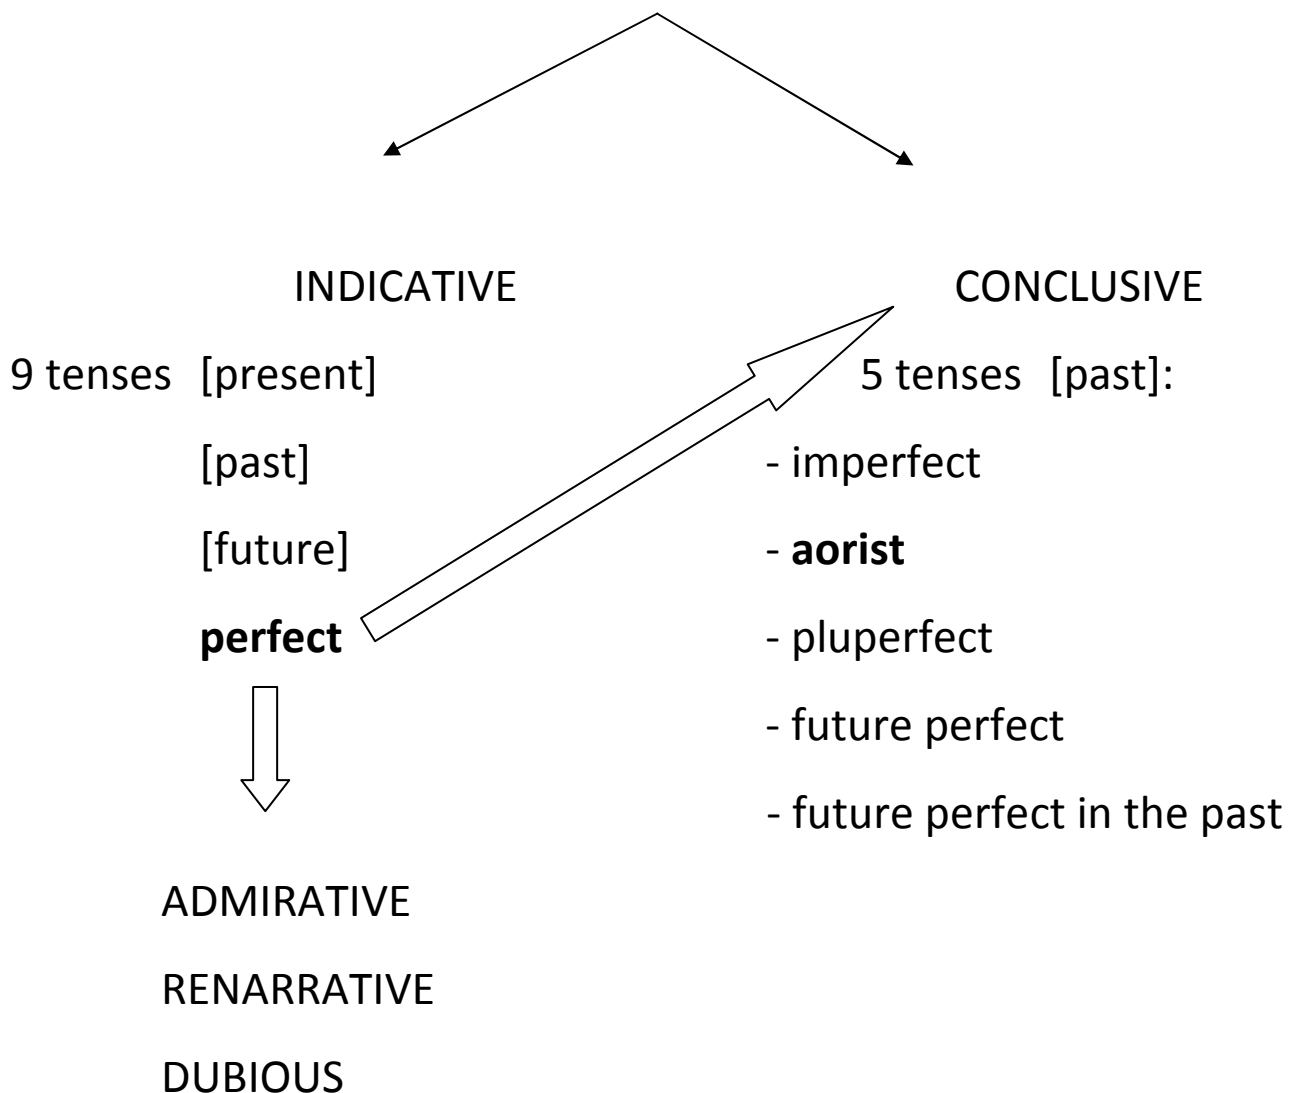 INDICATIVE CONCLUSIVE
9 tenses [present] 5 tenses [past]:
[past] - imperfect
[future] - aorist
perfect - pluperfect
- future perfect
- future perfect in the past
ADMIRATIVE
RENARRATIVE
DUBIOUS